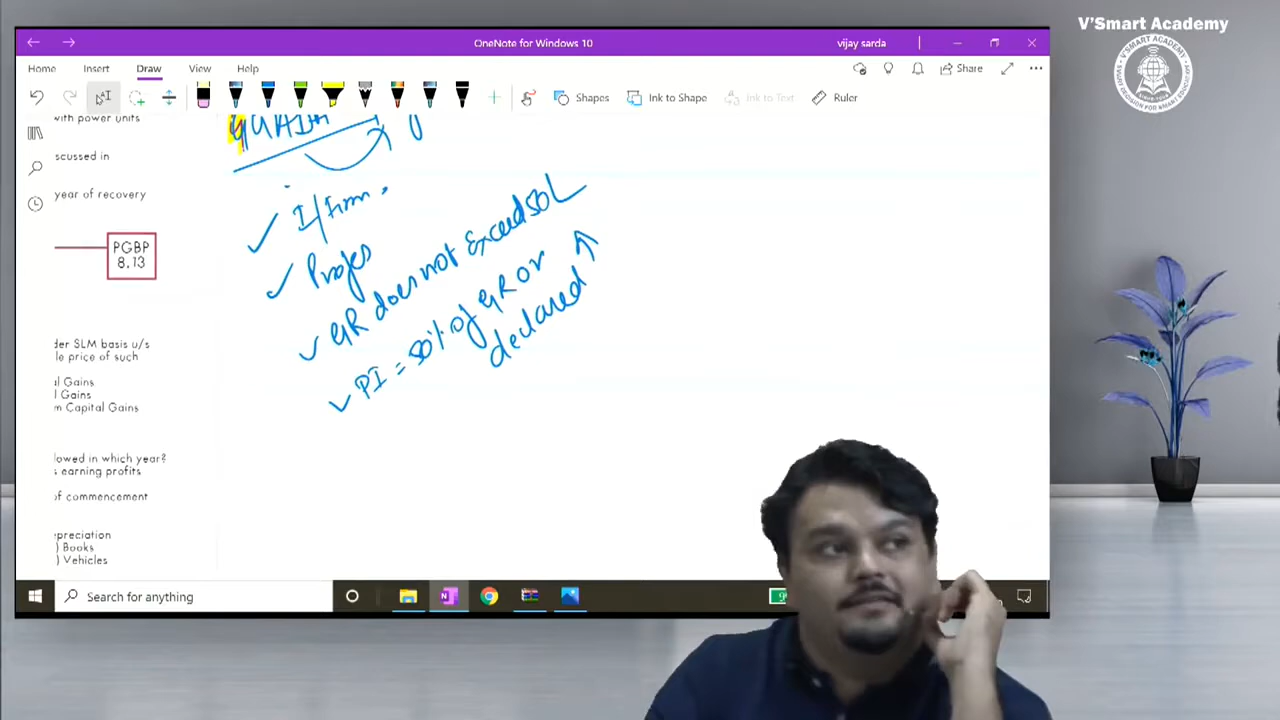 V'Smart Academy
OneNote for Windows 10
vijay sarda
Home
Insert
Draw
View
Help
Share
Shapes
Ink to Shape
Ink to Text
Ruler
with power units
scussed in
year of recovery
PGBP
8.13
der SLM basis u/s
le price of such
al Gains
l Gains
m Capital Gains
lowed in which year?
s earning profits
of commencement
preciation
) Books
) Vehicles
44ADA
I/Firm
Profes
GR does not Exceed 50L
PI = 50% of GR or
declared ↑
Search for anything